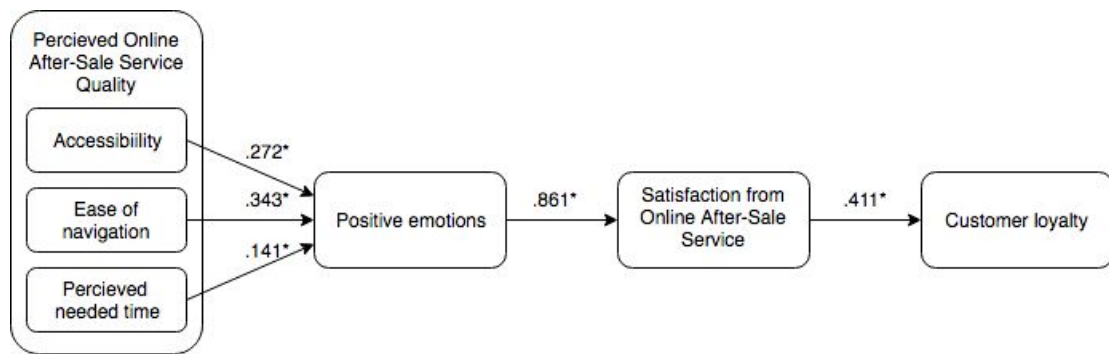 Percieved Online
After-Sale Service
Quality
Accessibiility
.272*
Ease of
navigation
.343*
Percieved
needed time
.141*
Positive emotions
.861*
Satisfaction from
Online After-Sale
Service
.411*
Customer loyalty